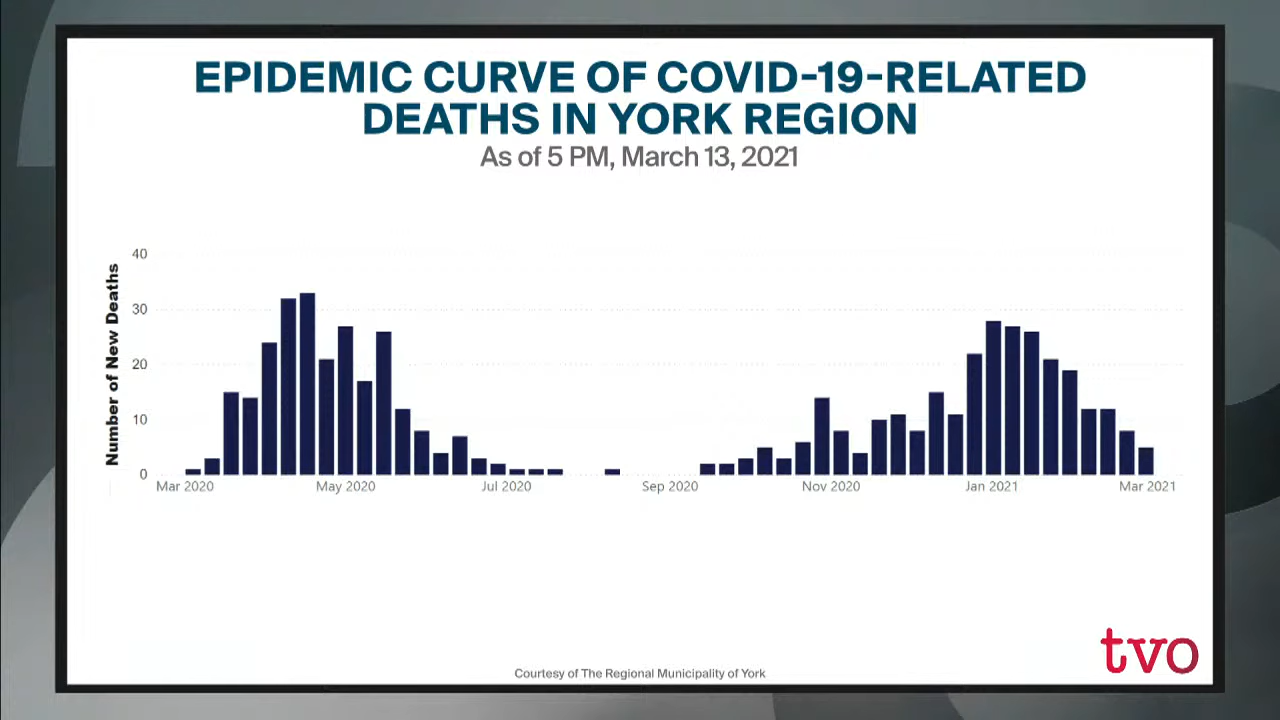 EPIDEMIC CURVE OF COVID-19-RELATED
DEATHS IN YORK REGION
As of 5 PM, March 13, 2021
Number of New Deaths
40
30
20
10
0
Mar 2020 May 2020 Jul 2020 Sep 2020 Nov 2020 Jan 2021 Mar 2021
tvo
Courtesy of The Regional Municipality of York